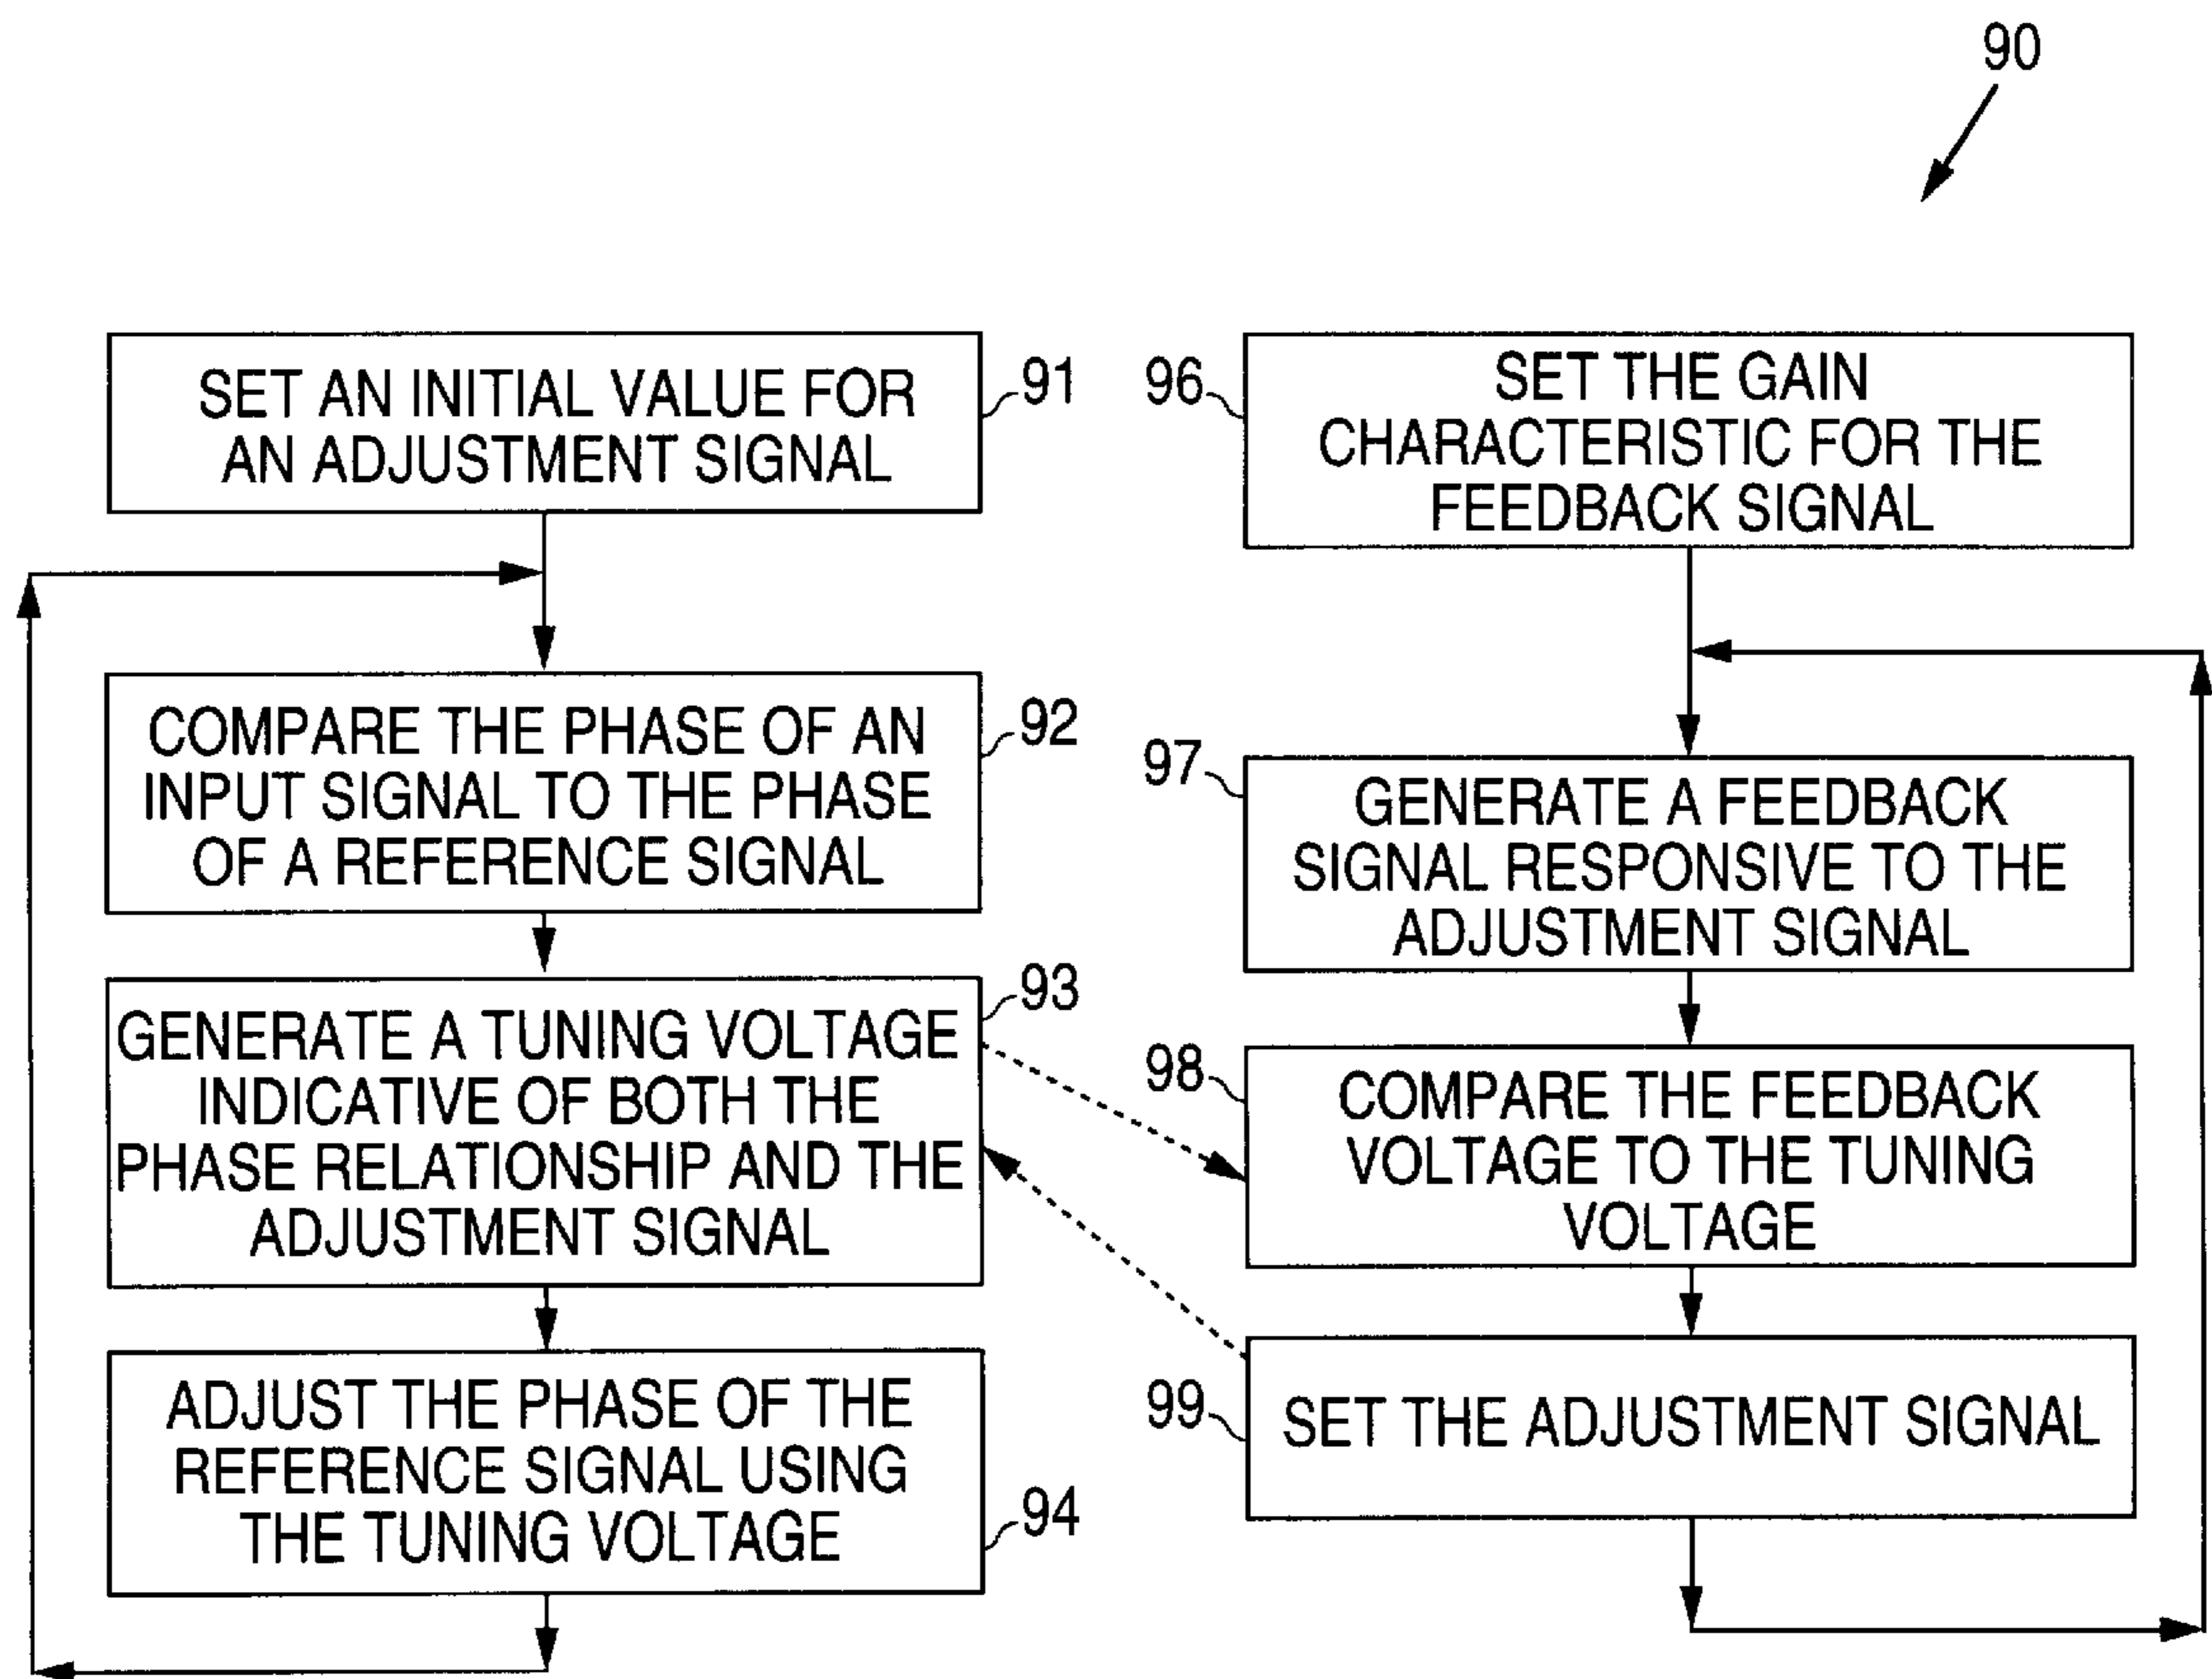 90
SET AN INITIAL VALUE FOR
AN ADJUSTMENT SIGNAL
91
COMPARE THE PHASE OF AN
INPUT SIGNAL TO THE PHASE
OF A REFERENCE SIGNAL
92
GENERATE A TUNING VOLTAGE
INDICATIVE OF BOTH THE
PHASE RELATIONSHIP AND THE
ADJUSTMENT SIGNAL
93
ADJUST THE PHASE OF THE
REFERENCE SIGNAL USING
THE TUNING VOLTAGE
94
96
SET THE GAIN
CHARACTERISTIC FOR THE
FEEDBACK SIGNAL
97
GENERATE A FEEDBACK
SIGNAL RESPONSIVE TO THE
ADJUSTMENT SIGNAL
98
COMPARE THE FEEDBACK
VOLTAGE TO THE TUNING
VOLTAGE
99
SET THE ADJUSTMENT SIGNAL